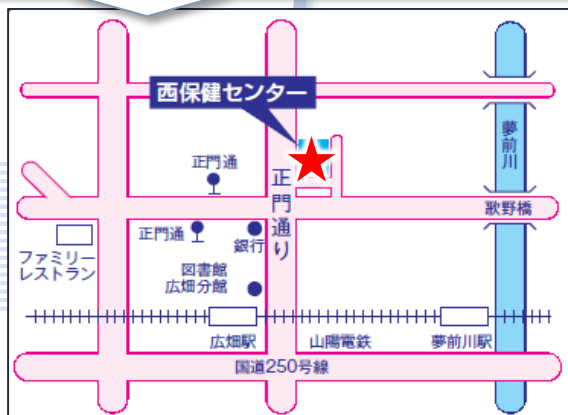 西保健センター
夢前川
正門通
正門通り
歌野橋
正門通
銀行
ファミリー
レストラン
図書館
広畑分館
広畑駅
山陽電鉄
夢前川駅
国道250号線